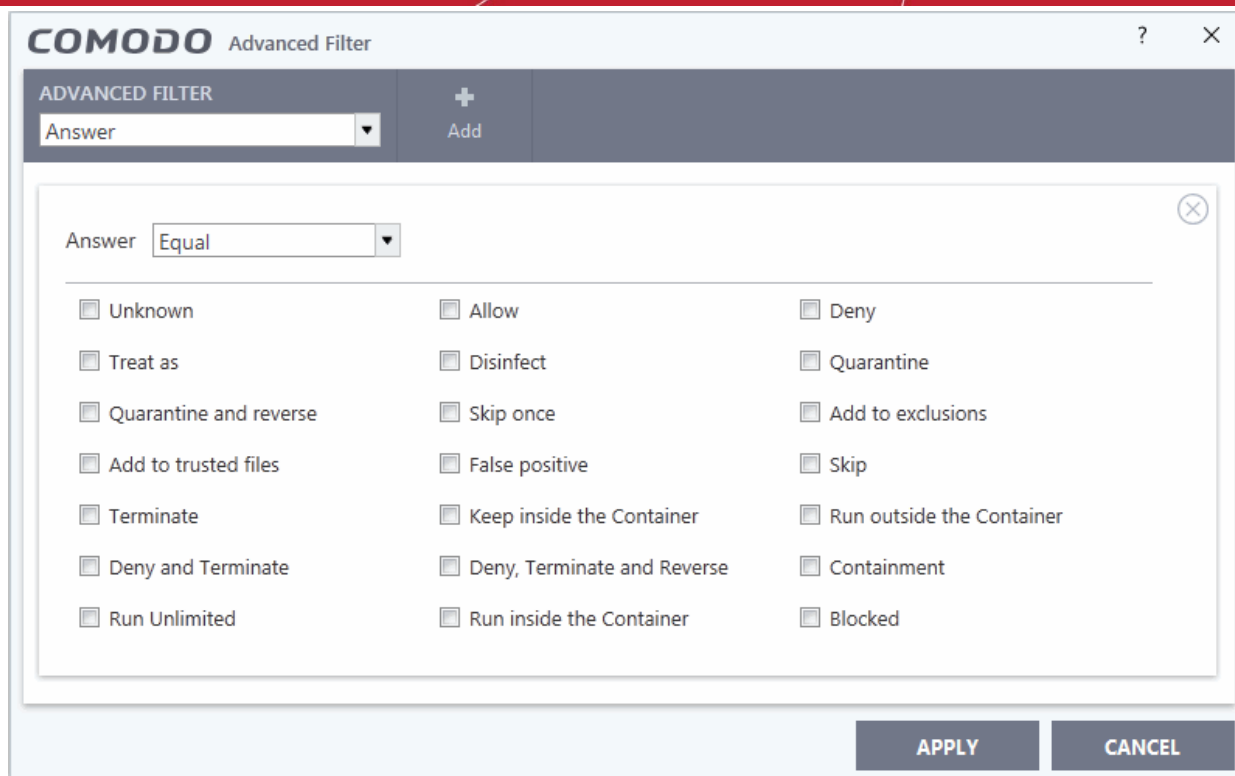 COMODO Advanced Filter ?
ADVANCED FILTER
Answer
Add
Answer Equal
Unknown Allow Deny
Treat as Disinfect Quarantine
Quarantine and reverse Skip once Add to exclusions
Add to trusted files False positive Skip
Terminate Keep inside the Container Run outside the Container
Deny and Terminate Deny, Terminate and Reverse Containment
Run Unlimited Run inside the Container Blocked
APPLY CANCEL